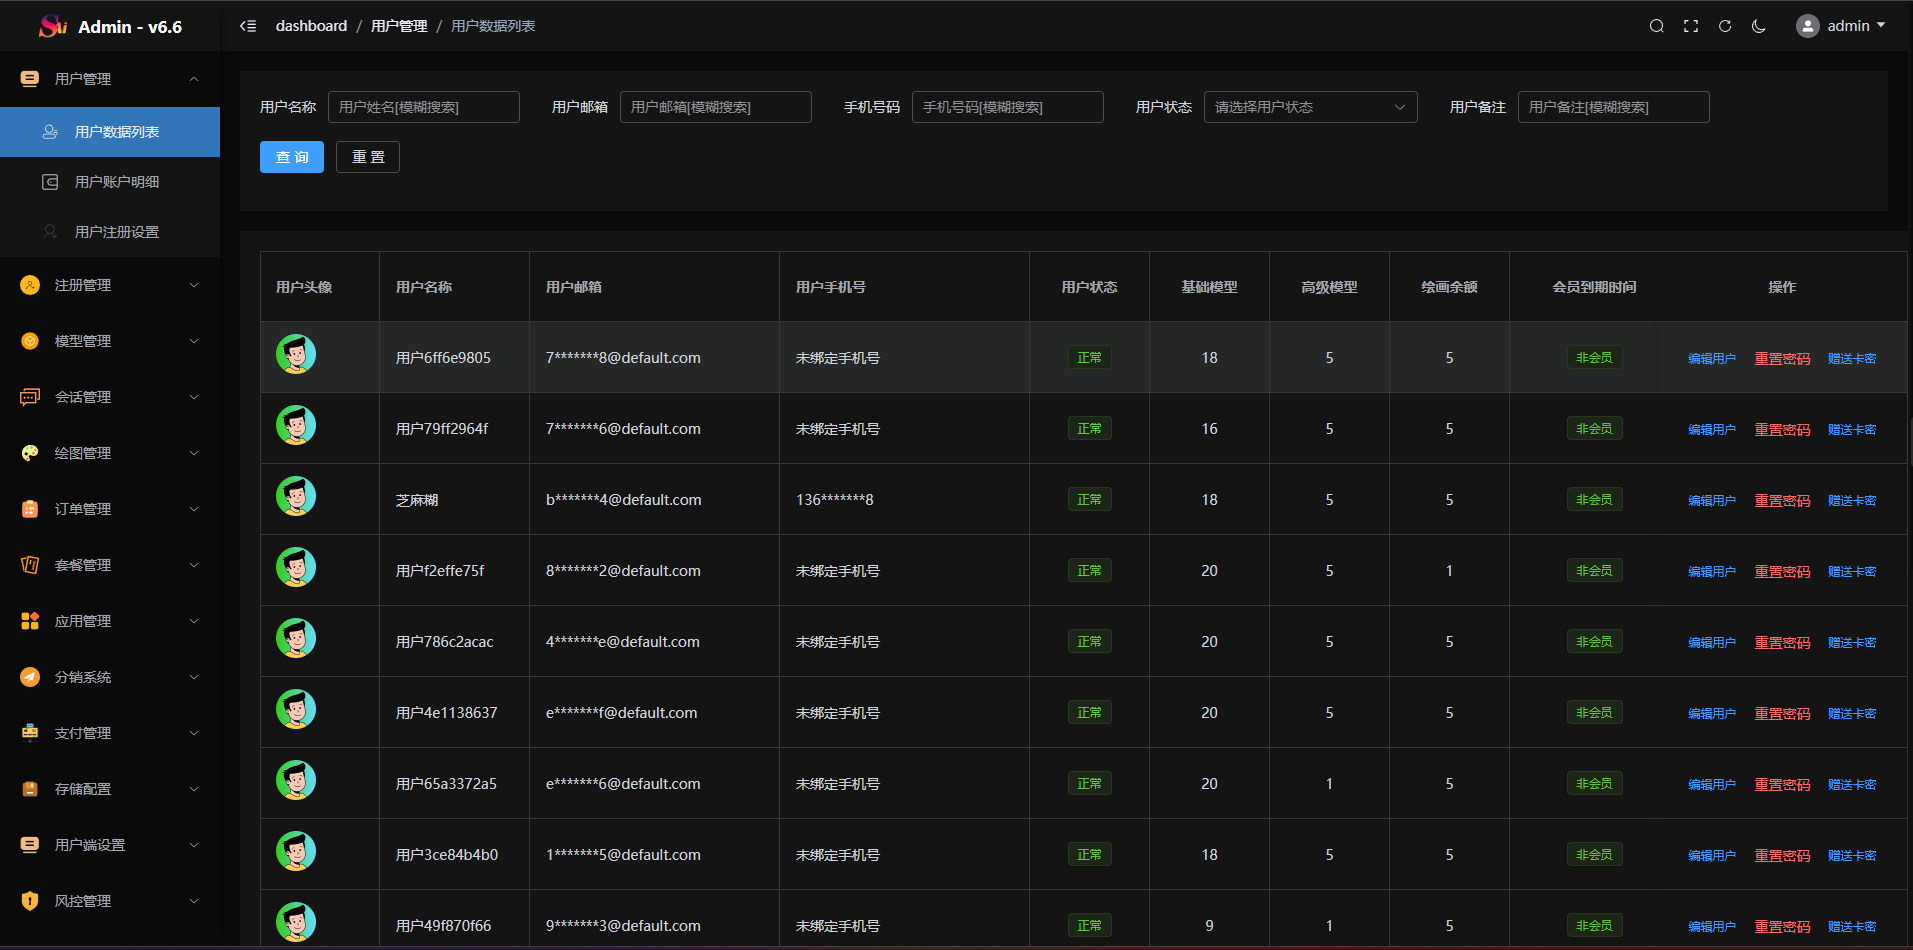 Sai Admin - v6.6
dashboard / 用户管理 / 用户数据列表
admin
用户管理
用户数据列表
用户账户明细
用户注册设置
注册管理
模型管理
会话管理
绘图管理
订单管理
套餐管理
应用管理
分销系统
支付管理
存储配置
用户端设置
风控管理
用户名称 用户姓名[模糊搜索] 用户邮箱 用户邮箱[模糊搜索] 手机号码 手机号码[模糊搜索] 用户状态 请选择用户状态 用户备注 用户备注[模糊搜索]
查 询 重 置
用户头像 用户名称 用户邮箱 用户手机号 用户状态 基础模型 高级模型 绘画余额 会员到期时间 操作
用户6ff6e9805 7*******8@default.com 未绑定手机号 正常 18 5 5 非会员 编辑用户 重置密码 赠送卡密
用户79ff2964f 7*******6@default.com 未绑定手机号 正常 16 5 5 非会员 编辑用户 重置密码 赠送卡密
芝麻糊 b*******4@default.com 136*******8 正常 18 5 5 非会员 编辑用户 重置密码 赠送卡密
用户f2effe75f 8*******2@default.com 未绑定手机号 正常 20 5 1 非会员 编辑用户 重置密码 赠送卡密
用户786c2acac 4*******e@default.com 未绑定手机号 正常 20 5 5 非会员 编辑用户 重置密码 赠送卡密
用户4e1138637 e*******f@default.com 未绑定手机号 正常 20 5 5 非会员 编辑用户 重置密码 赠送卡密
用户65a3372a5 e*******6@default.com 未绑定手机号 正常 20 1 5 非会员 编辑用户 重置密码 赠送卡密
用户3ce84b4b0 1*******5@default.com 未绑定手机号 正常 18 5 5 非会员 编辑用户 重置密码 赠送卡密
用户49f870f66 9*******3@default.com 未绑定手机号 正常 9 1 5 非会员 编辑用户 重置密码 赠送卡密